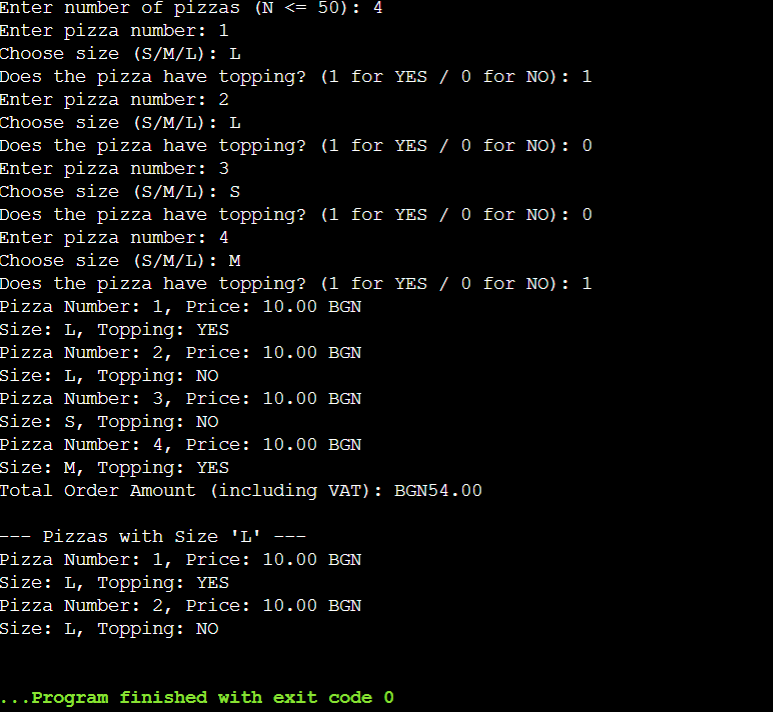 Enter number of pizzas (N <= 50): 4
Enter pizza number: 1
Choose size (S/M/L): L
Does the pizza have topping? (1 for YES / 0 for NO): 1
Enter pizza number: 2
Choose size (S/M/L): L
Does the pizza have topping? (1 for YES / 0 for NO): 0
Enter pizza number: 3
Choose size (S/M/L): S
Does the pizza have topping? (1 for YES / 0 for NO): 0
Enter pizza number: 4
Choose size (S/M/L): M
Does the pizza have topping? (1 for YES / 0 for NO): 1
Pizza Number: 1, Price: 10.00 BGN
Size: L, Topping: YES
Pizza Number: 2, Price: 10.00 BGN
Size: L, Topping: NO
Pizza Number: 3, Price: 10.00 BGN
Size: S, Topping: NO
Pizza Number: 4, Price: 10.00 BGN
Size: M, Topping: YES
Total Order Amount (including VAT): BGN54.00
--- Pizzas with Size 'L' ---
Pizza Number: 1, Price: 10.00 BGN
Size: L, Topping: YES
Pizza Number: 2, Price: 10.00 BGN
Size: L, Topping: NO
...Program finished with exit code 0